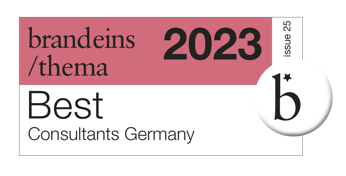 brandeins
/thema
2023
issue 25
b
Best
Consultants Germany